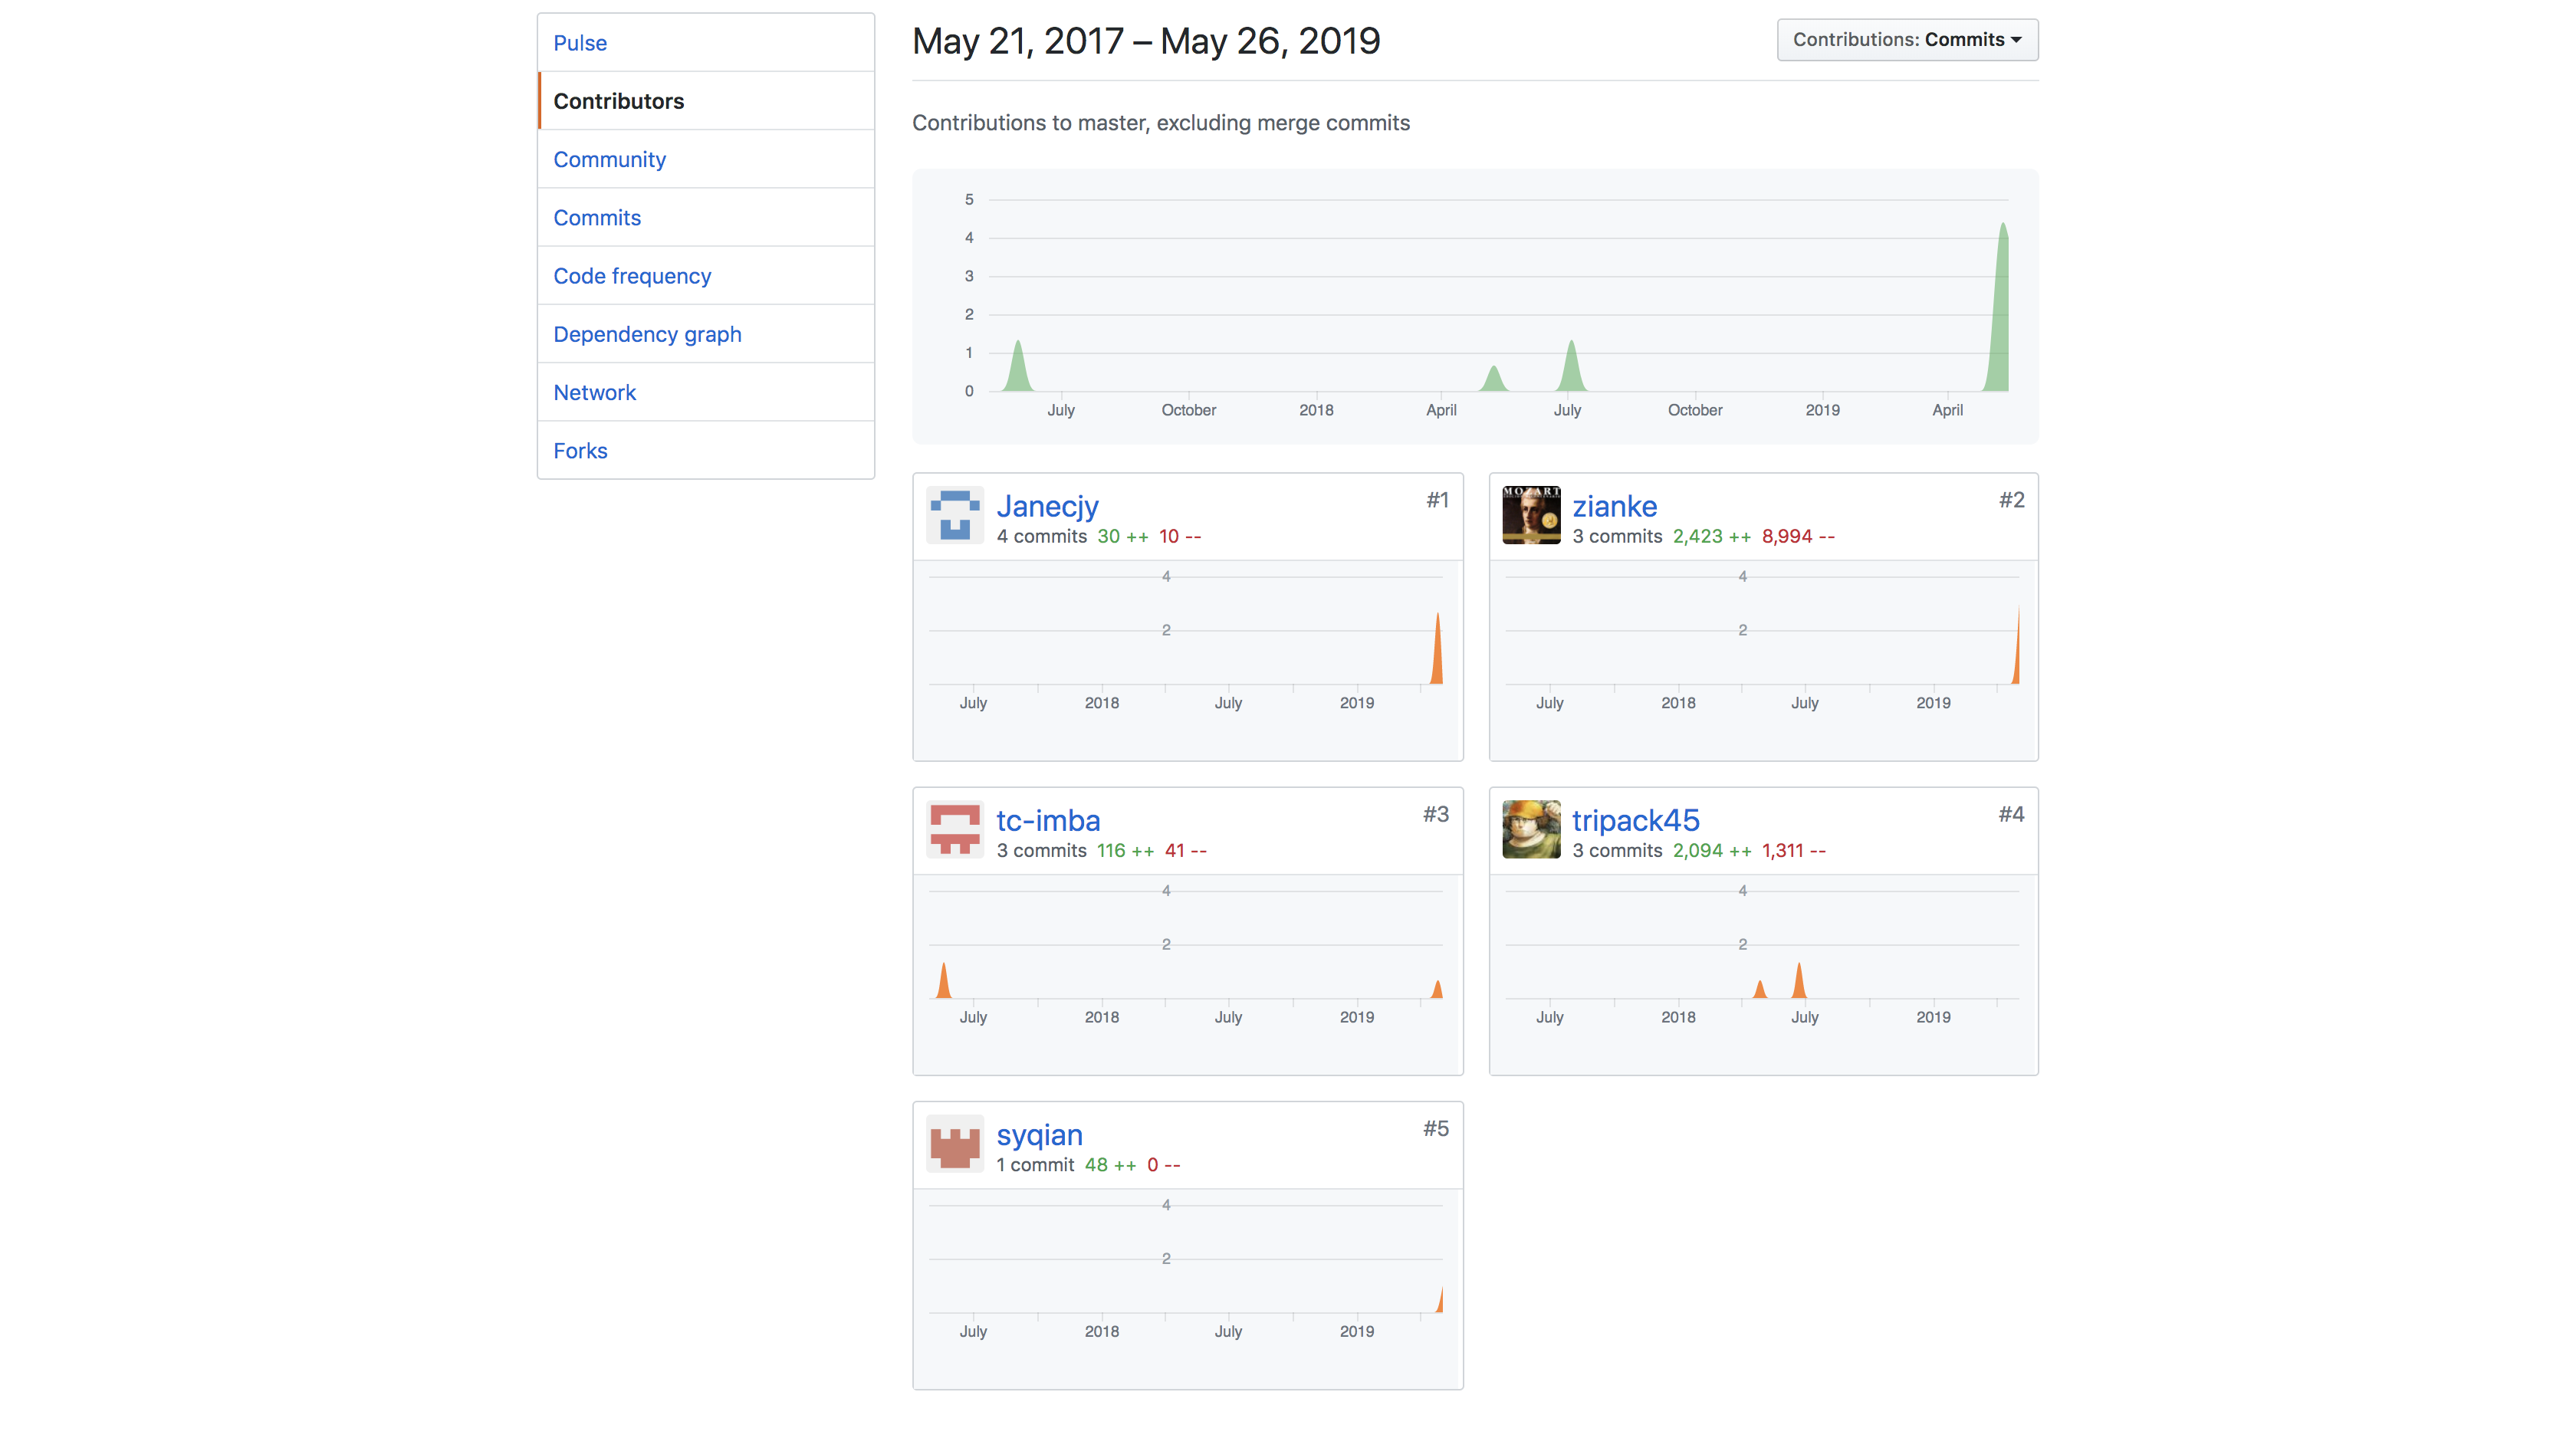 Pulse
Contributors
Community
Commits
Code frequency
Dependency graph
Network
Forks
May 21, 2017 – May 26, 2019
Contributions: Commits
Contributions to master, excluding merge commits
5
4
3
2
1
0
July October 2018 April July October 2019 April
Janecjy #1
4 commits 30 ++ 10 --
4
2
July 2018 July 2019
MOZART
zianke #2
3 commits 2,423 ++ 8,994 --
4
2
July 2018 July 2019
tc-imba #3
3 commits 116 ++ 41 --
4
2
July 2018 July 2019
tripack45 #4
3 commits 2,094 ++ 1,311 --
4
2
July 2018 July 2019
syqian #5
1 commit 48 ++ 0 --
4
2
July 2018 July 2019